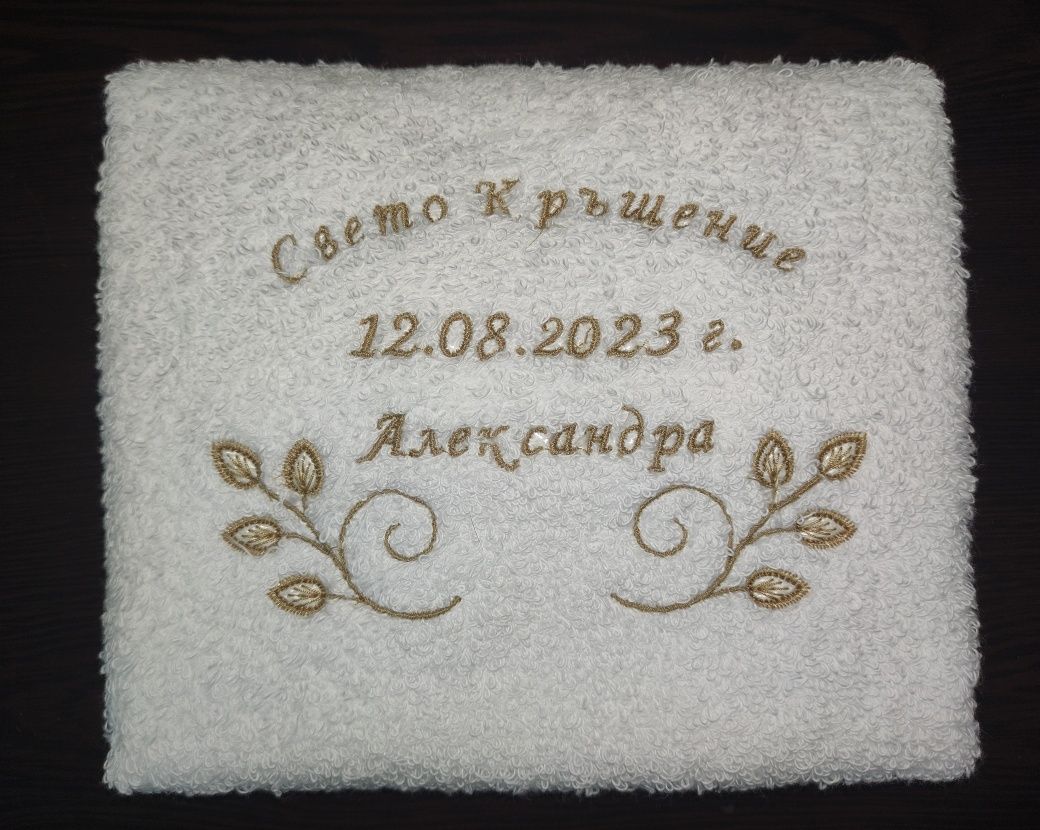 Свето Кръщение
12.08.2023 г.
Александра